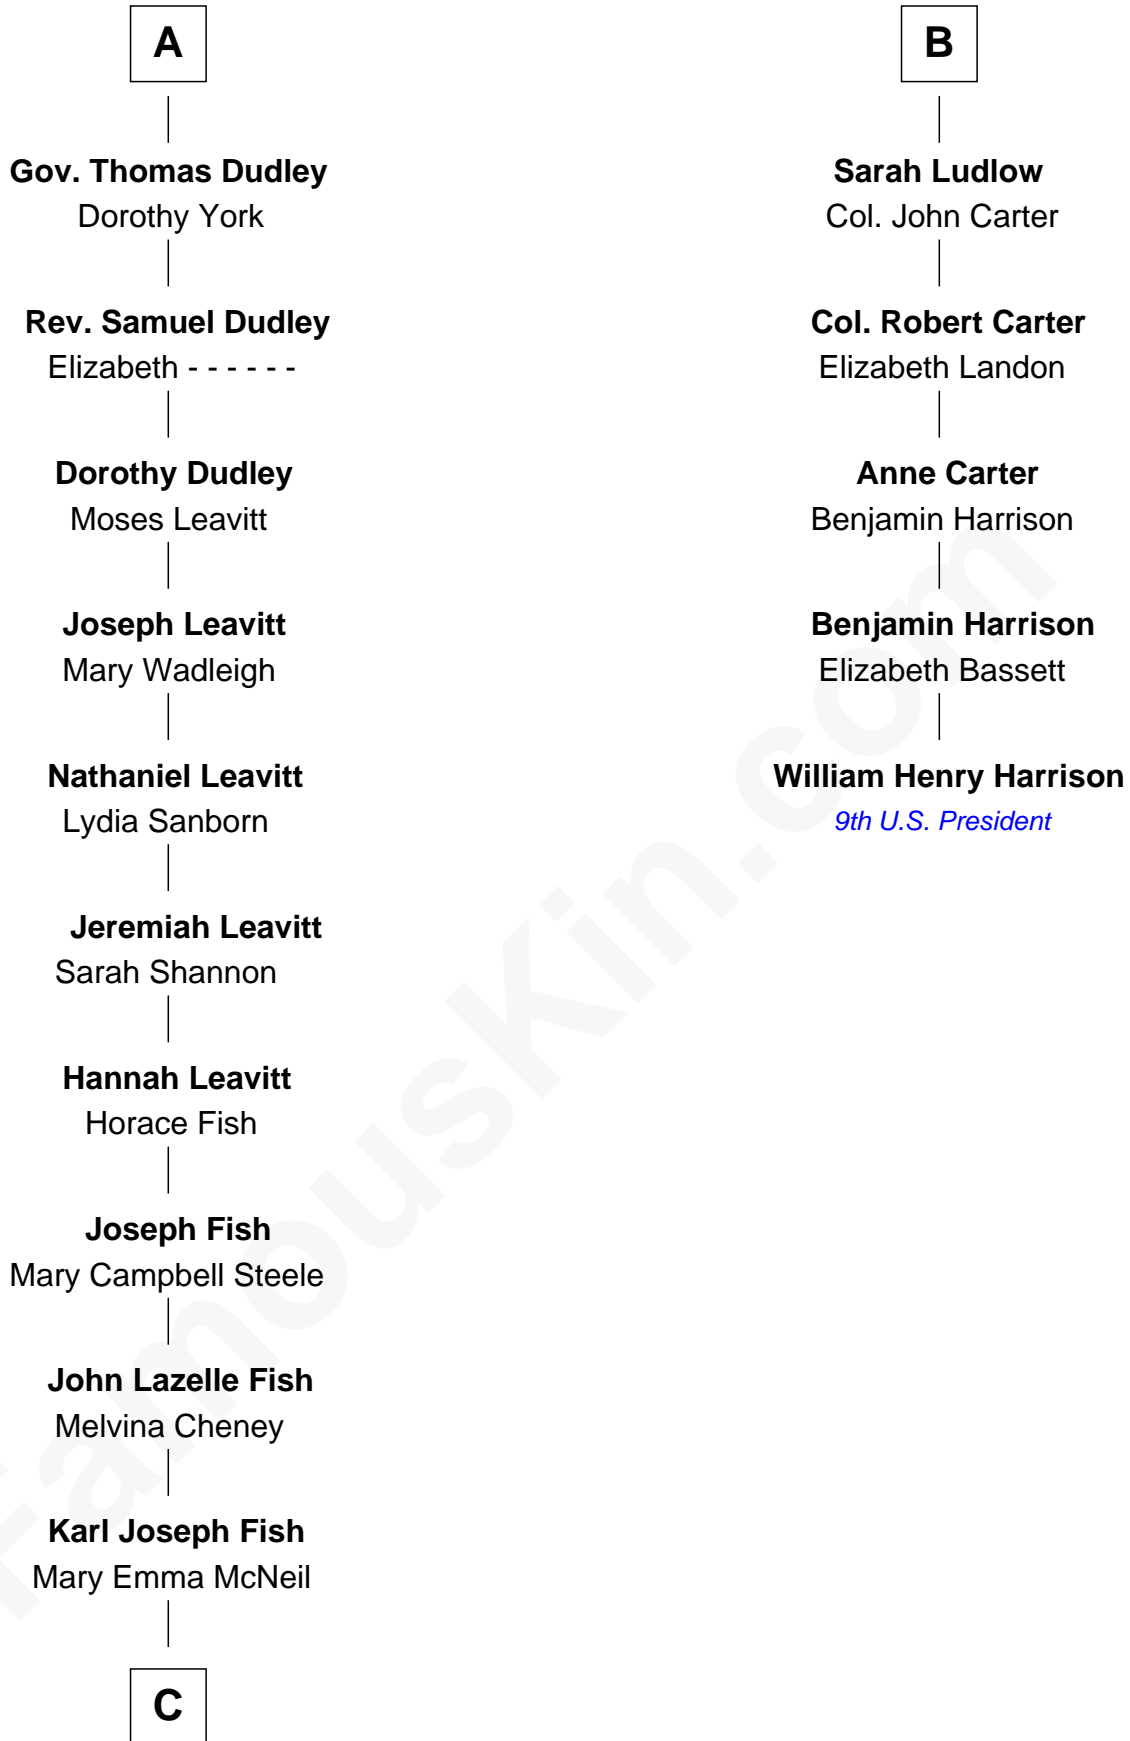 A
Gov. Thomas Dudley
Dorothy York
Rev. Samuel Dudley
Elizabeth - - - - - -
Dorothy Dudley
Moses Leavitt
Joseph Leavitt
Mary Wadleigh
Nathaniel Leavitt
Lydia Sanborn
Jeremiah Leavitt
Sarah Shannon
Hannah Leavitt
Horace Fish
Joseph Fish
Mary Campbell Steele
John Lazelle Fish
Melvina Cheney
Karl Joseph Fish
Mary Emma McNeil
C
B
Sarah Ludlow
Col. John Carter
Col. Robert Carter
Elizabeth Landon
Anne Carter
Benjamin Harrison
Benjamin Harrison
Elizabeth Bassett
William Henry Harrison
9th U.S. President
FamousKin.com